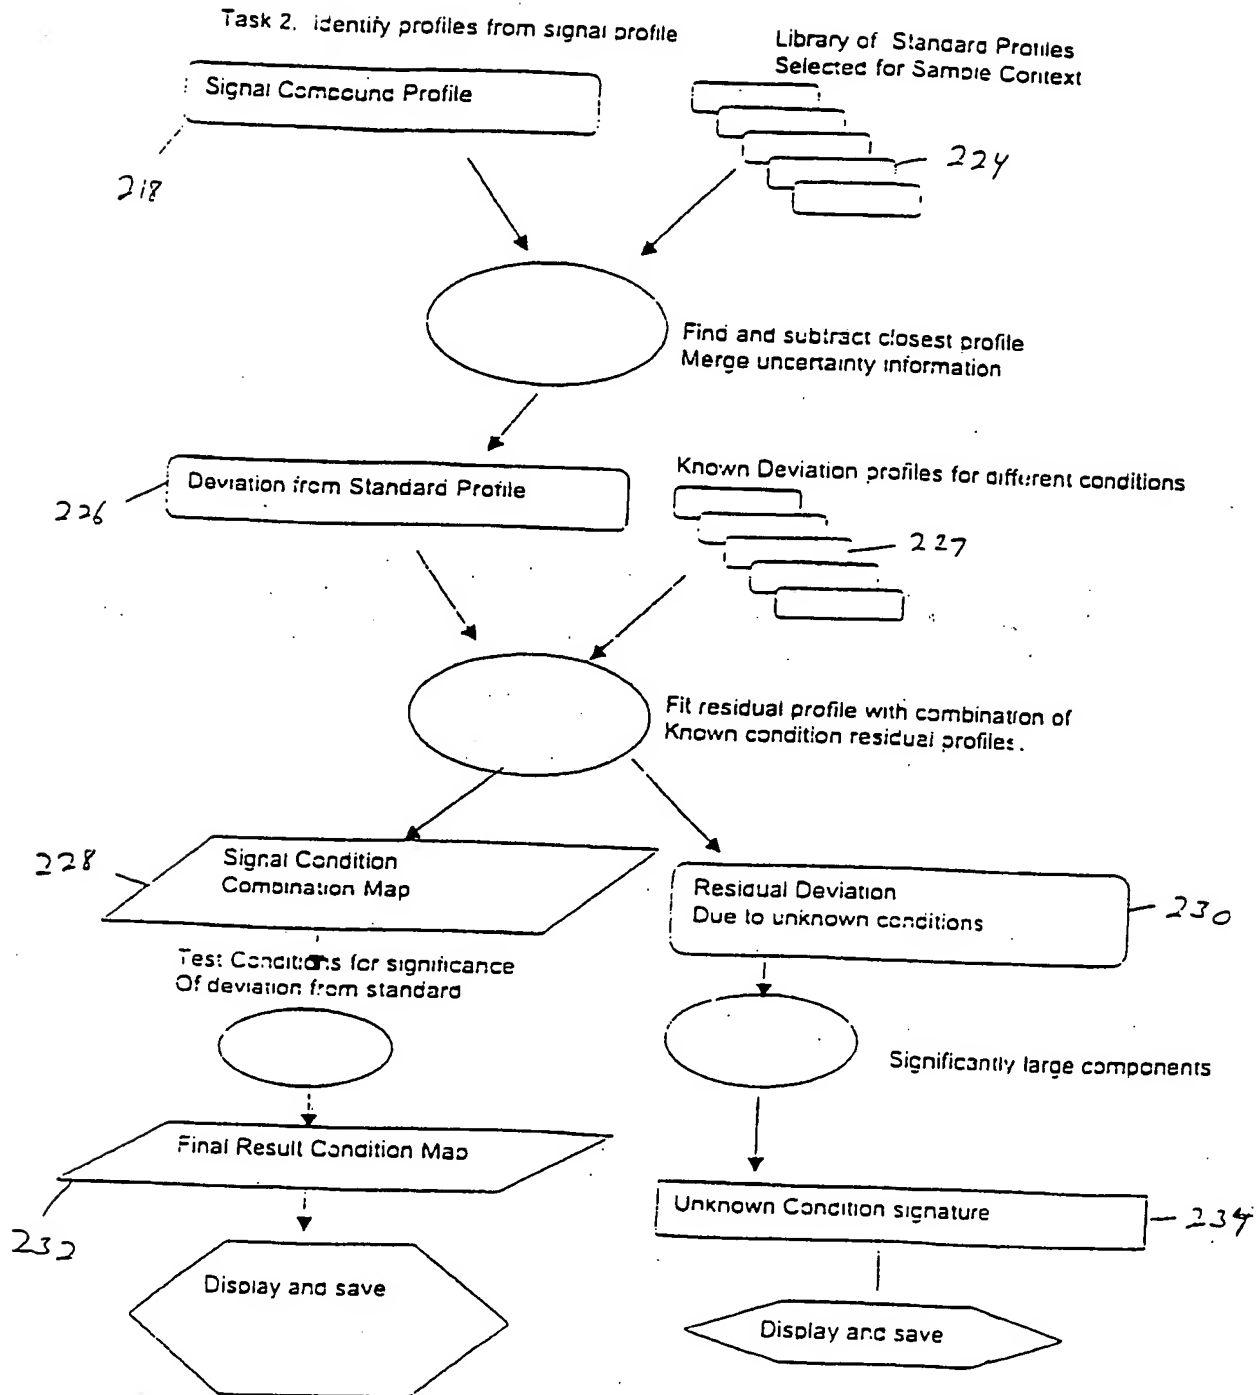 Task 2. Identify profiles from signal profile
Library of Standard Profiles
Selected for Sample Context
Signal Compound Profile
218
224
Find and subtract closest profile
Merge uncertainty information
Deviation from Standard Profile
226
Known Deviation profiles for different conditions
227
Fit residual profile with combination of
Known condition residual profiles.
228
Signal Condition
Combination Map
Residual Deviation
Due to unknown conditions
230
Test Conditions for significance
Of deviation from standard
Significantly large components
Final Result Condition Map
232
Unknown Condition signature
234
Display and save
Display and save